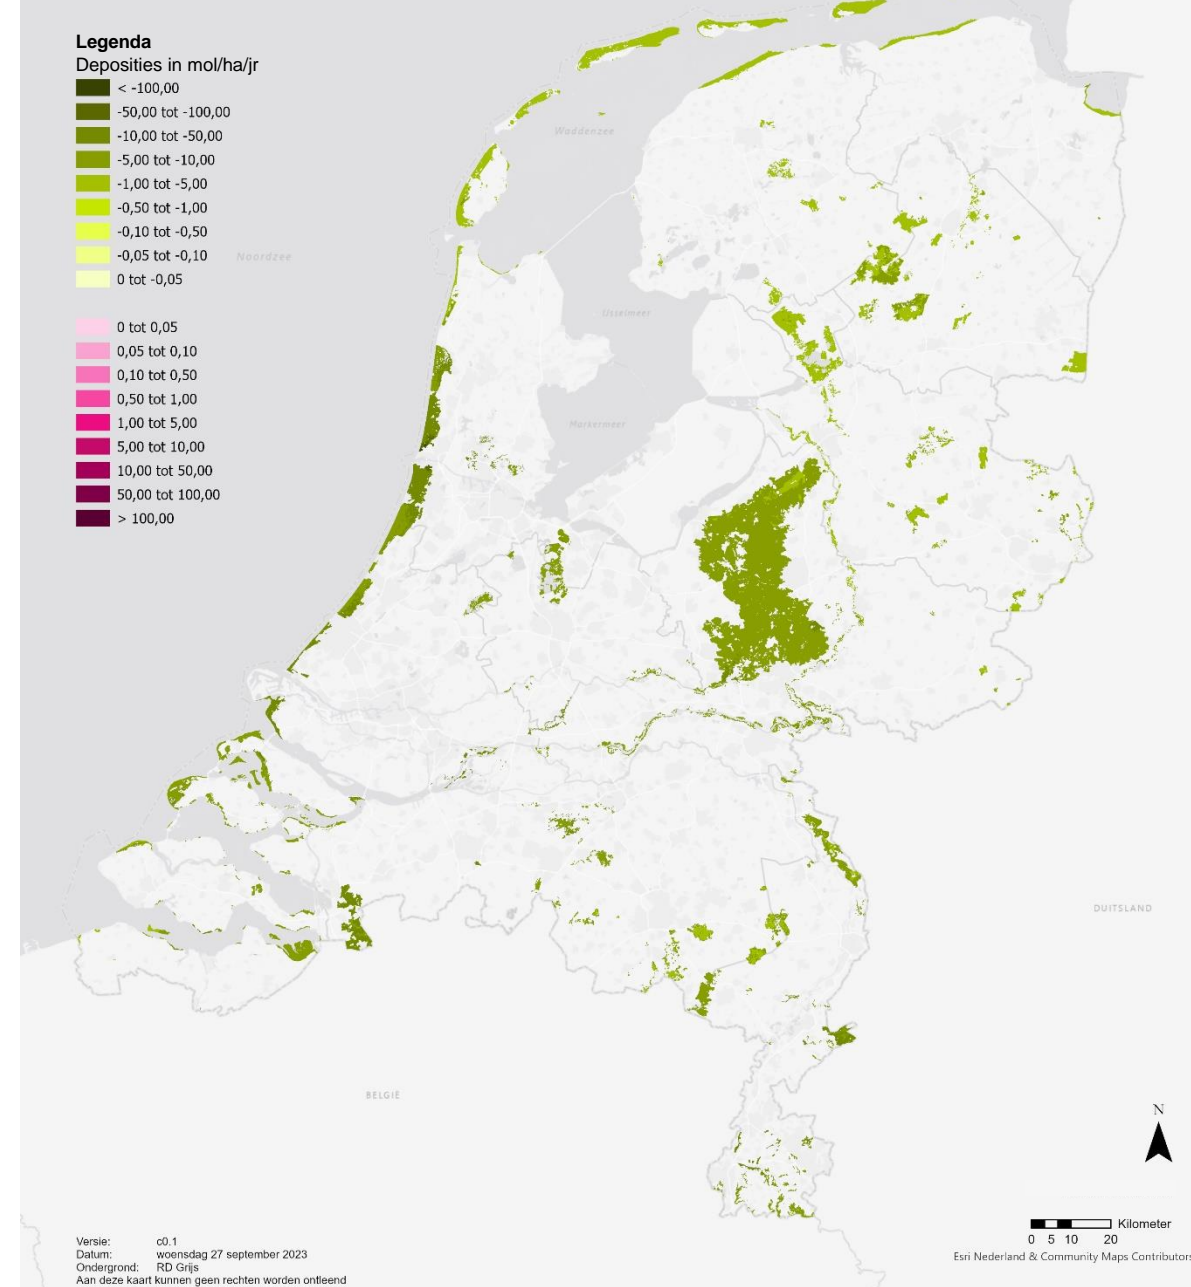 Legenda
Deposities in mol/ha/jr
< -100,00
-50,00 tot -100,00
-10,00 tot -50,00
-5,00 tot -10,00
-1,00 tot -5,00
-0,50 tot -1,00
-0,10 tot -0,50
-0,05 tot -0,10
0 tot -0,05
0 tot 0,05
0,05 tot 0,10
0,10 tot 0,50
0,50 tot 1,00
1,00 tot 5,00
5,00 tot 10,00
10,00 tot 50,00
50,00 tot 100,00
> 100,00
Waddenzee
Noordzee
IJsselmeer
Markermeer
DUITSLAND
BELGIË
N
Kilometer
0 5 10 20
Esri Nederland & Community Maps Contributors
Versie: c0.1
Datum: woensdag 27 september 2023
Ondergrond: RD Grijs
Aan deze kaart kunnen geen rechten worden ontleend